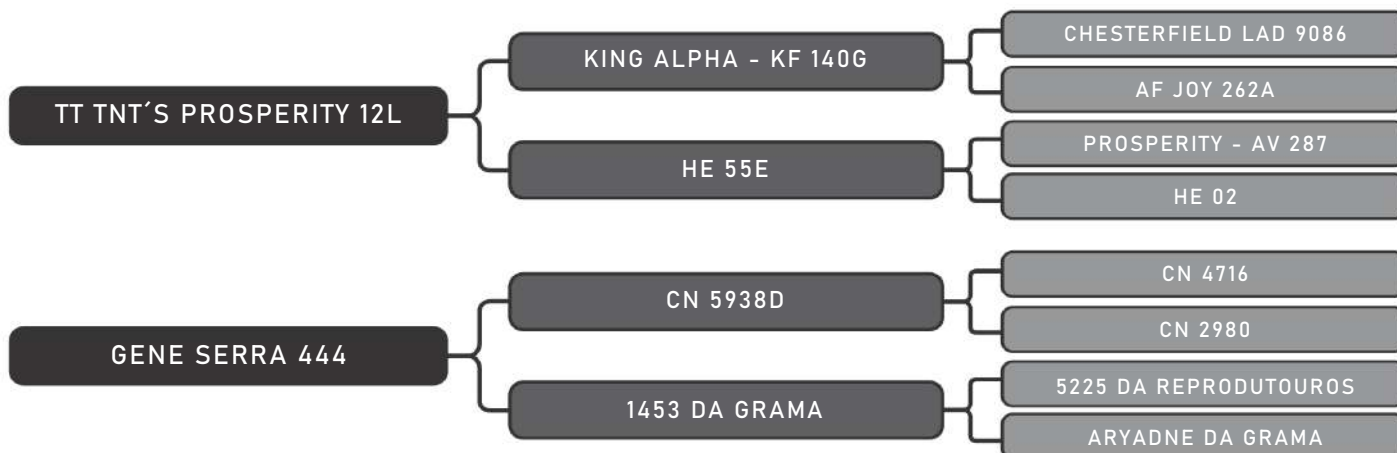 TT TNT´S PROSPERITY 12L
KING ALPHA - KF 140G
CHESTERFIELD LAD 9086
AF JOY 262A
HE 55E
PROSPERITY - AV 287
HE 02
GENE SERRA 444
CN 5938D
CN 4716
CN 2980
1453 DA GRAMA
5225 DA REPRODUTOUROS
ARYADNE DA GRAMA